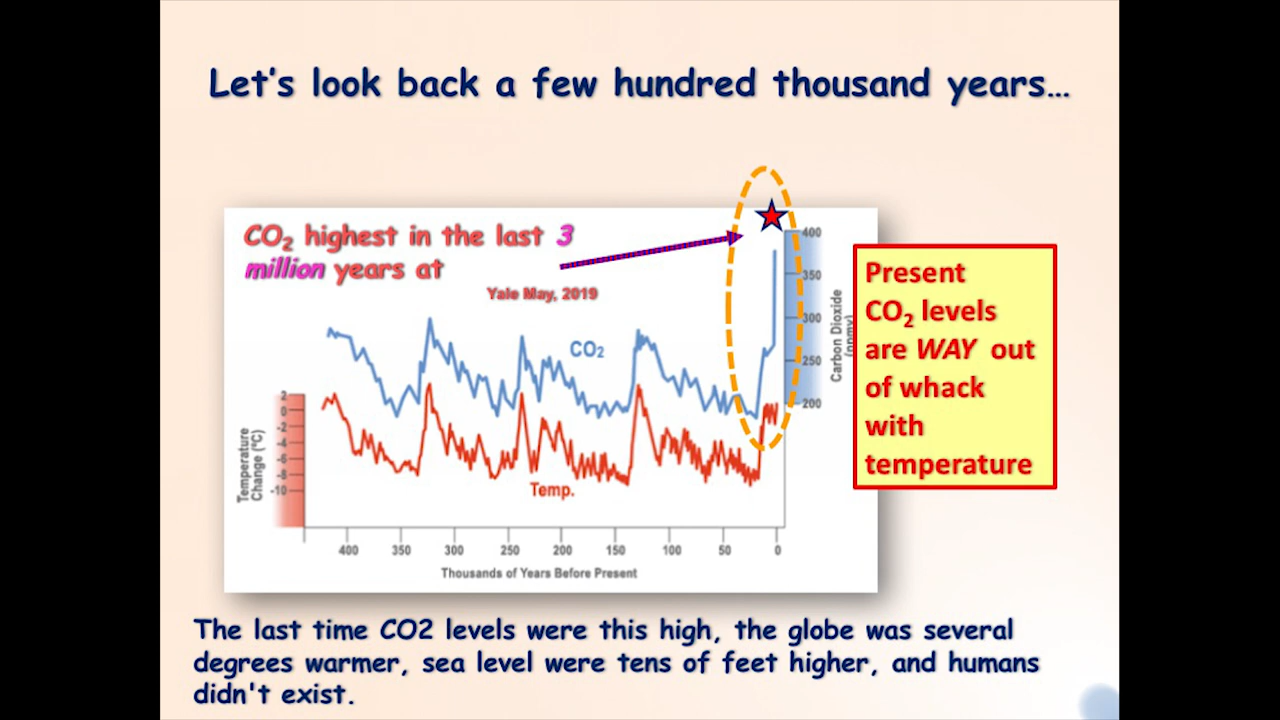 Let's look back a few hundred thousand years...
CO₂ highest in the last 3
million years at
Yale May, 2019
CO₂
Temp.
2
0
-2
-4
-6
-8
-10
Temperature
Change (°C)
400
350
300
250
200
Carbon Dioxide
(ppmv)
400 350 300 250 200 150 100 50 0
Thousands of Years Before Present
Present
CO₂ levels
are WAY out
of whack
with
temperature
The last time CO2 levels were this high, the globe was several
degrees warmer, sea level were tens of feet higher, and humans
didn't exist.